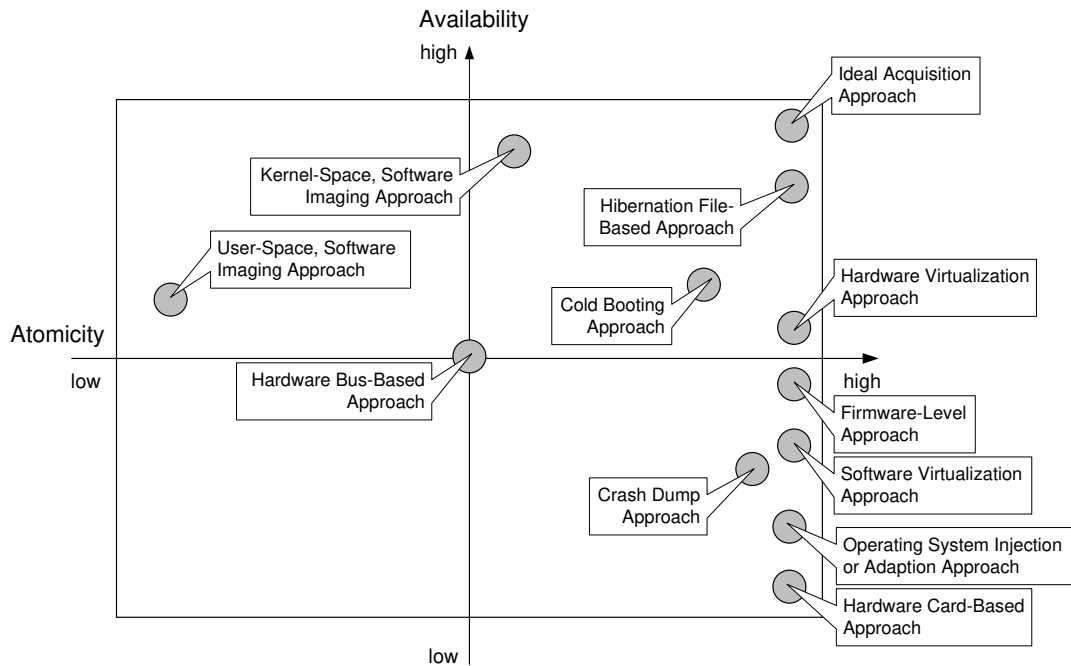 Availability
high
Ideal Acquisition
Approach
Kernel-Space, Software
Imaging Approach
Hibernation File-
Based Approach
User-Space, Software
Imaging Approach
Hardware Virtualization
Approach
Cold Booting
Approach
Atomicity
low
high
Hardware Bus-Based
Approach
Firmware-Level
Approach
Software Virtualization
Approach
Crash Dump
Approach
Operating System Injection
or Adaption Approach
Hardware Card-Based
Approach
low